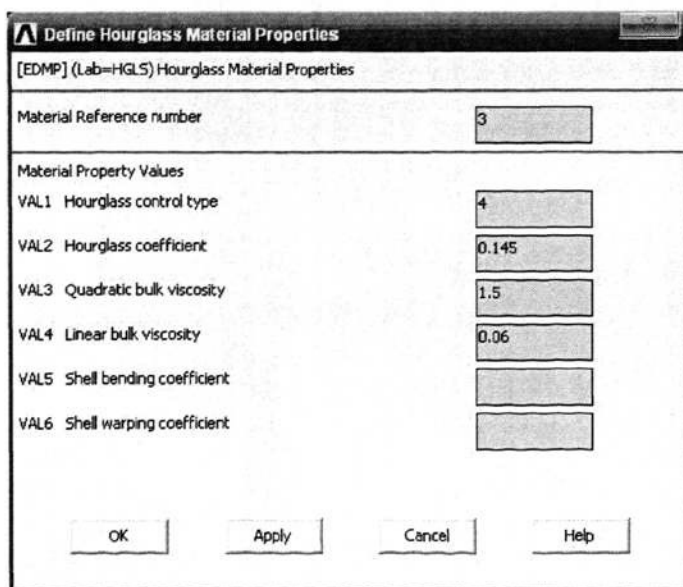 Define Hourglass Material Properties
[EDMP] (Lab=HGLS) Hourglass Material Properties
Material Reference number 3
Material Property Values
VAL1 Hourglass control type 4
VAL2 Hourglass coefficient 0.145
VAL3 Quadratic bulk viscosity 1.5
VAL4 Linear bulk viscosity 0.06
VAL5 Shell bending coefficient
VAL6 Shell warping coefficient
OK Apply Cancel Help